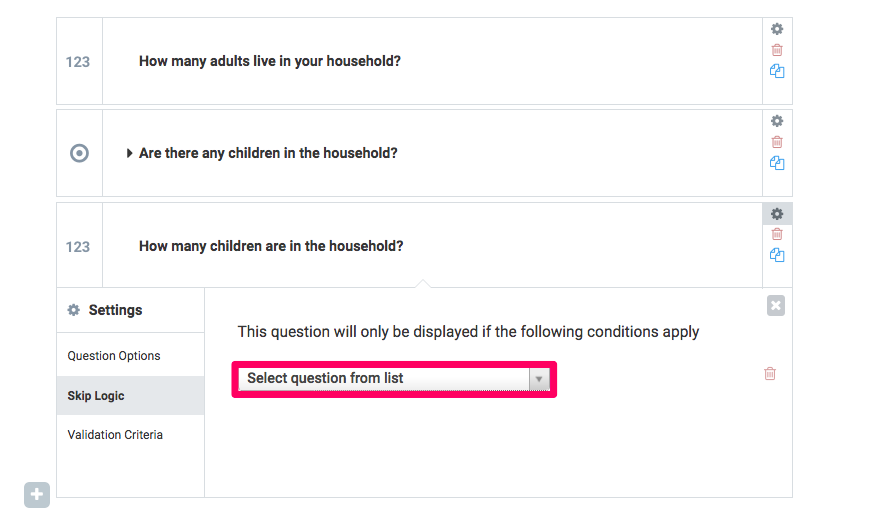 123
How many adults live in your household?
Are there any children in the household?
123
How many children are in the household?
Settings
Question Options
Skip Logic
Validation Criteria
This question will only be displayed if the following conditions apply
Select question from list